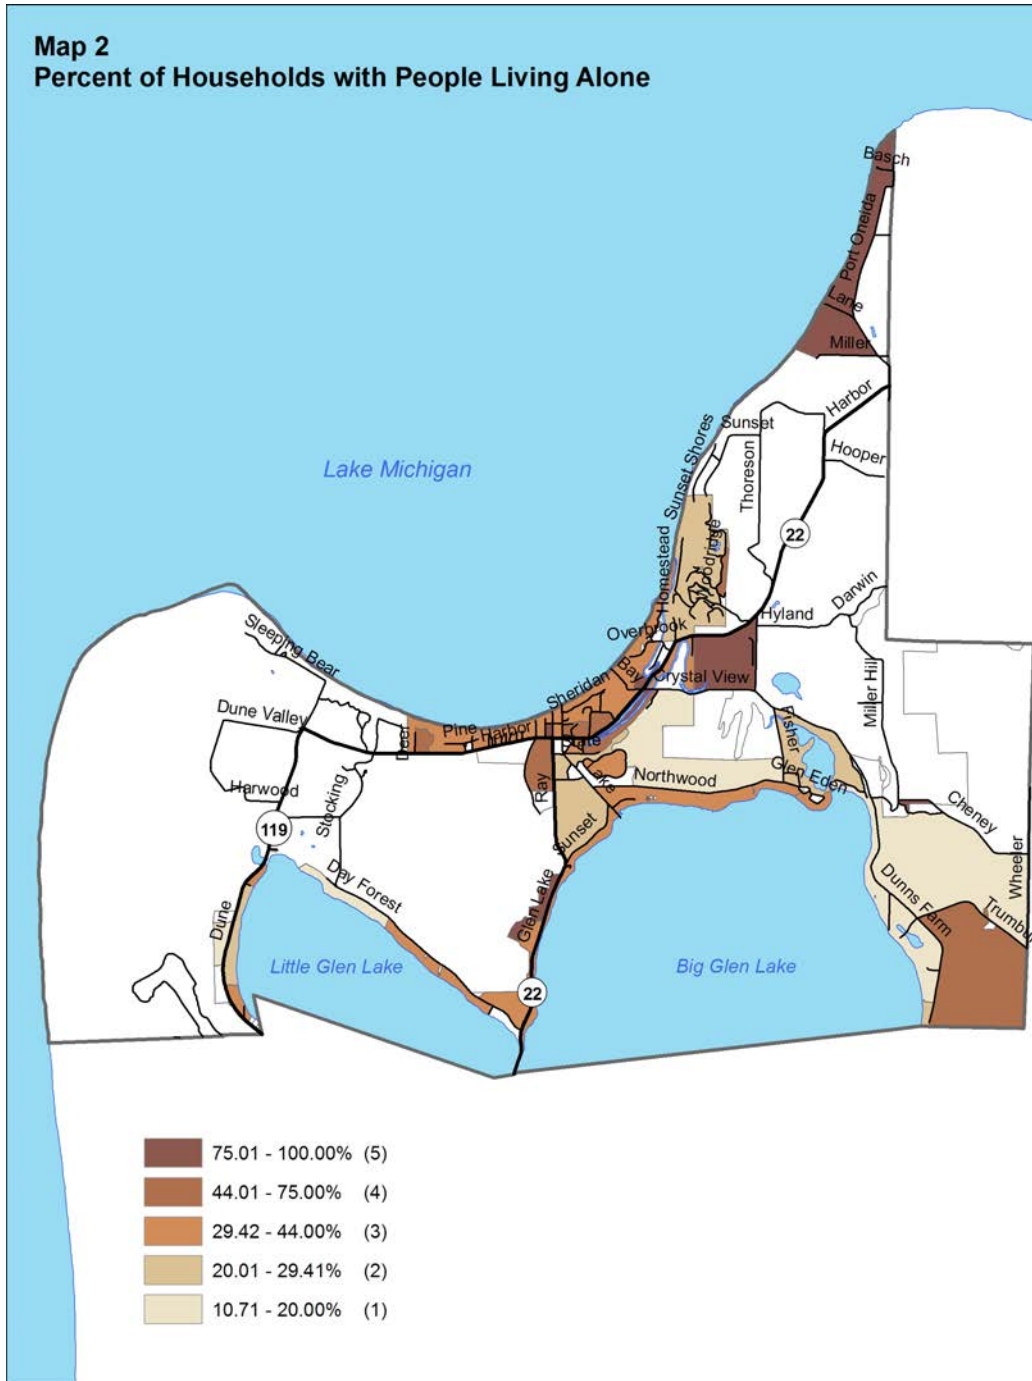 Map 2
Percent of Households with People Living Alone
Basch
Port Oneida
Lane
Miller
Harbor
Sunset
Sunset Shores
Hooper
Lake Michigan
Thoreson
22
Woodridge
Homestead
Darwin
Hyland
Overbrook
Sleeping Bear
Bay
Crystal View
Sheridan
Miller Hill
Dune Valley
Pine
Harbor
Fisher
State
Glen Eden
Northwood
Lake
Ray
Harwood
Stocking
Cheney
119
Sunset
Wheeler
Day Forest
Dunns Farm
Trumbu
Dune
Glen Lake
Little Glen Lake
Big Glen Lake
22
75.01 - 100.00% (5)
44.01 - 75.00% (4)
29.42 - 44.00% (3)
20.01 - 29.41% (2)
10.71 - 20.00% (1)